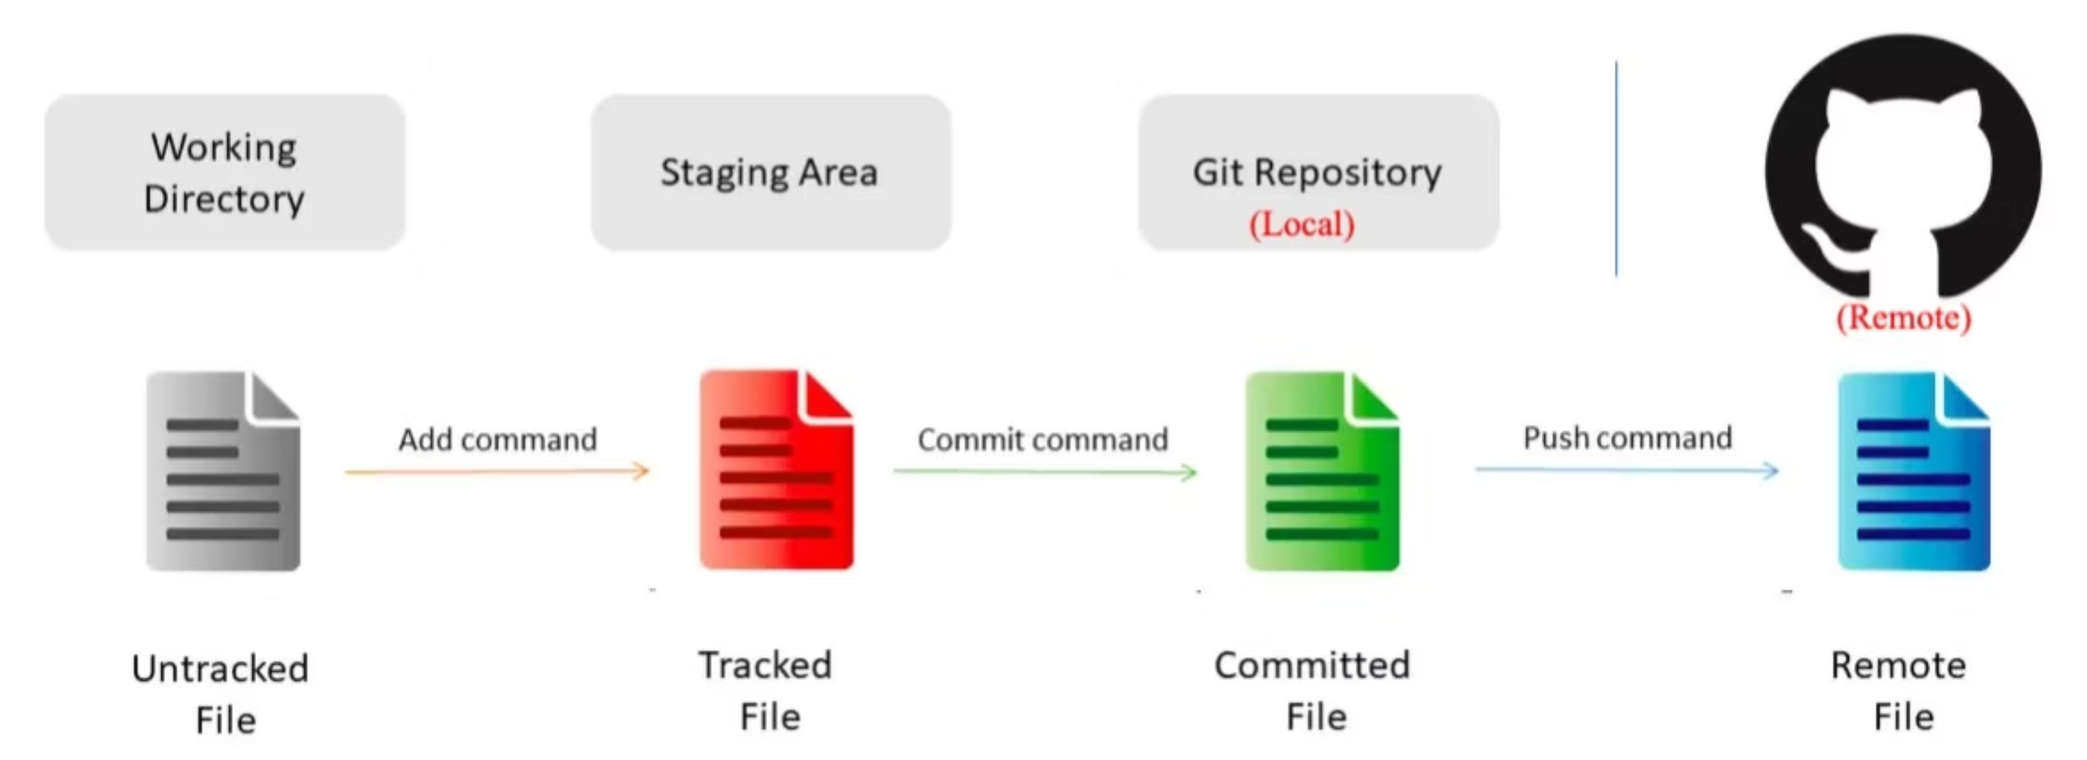 Working
Directory
Staging Area
Git Repository
(Local)
(Remote)
Add command
Commit command
Push command
Untracked
File
Tracked
File
Committed
File
Remote
File